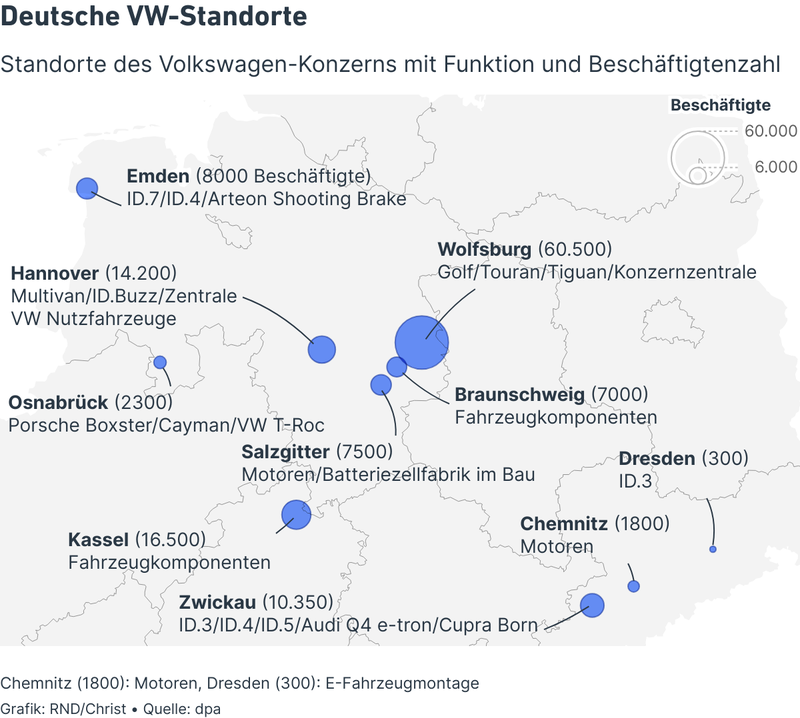 Deutsche VW-Standorte
Standorte des Volkswagen-Konzerns mit Funktion und Beschäftigtenzahl
Beschäftigte
60.000
6.000
Emden (8000 Beschäftigte)
ID.7/ID.4/Arteon Shooting Brake
Wolfsburg (60.500)
Golf/Touran/Tiguan/Konzernzentrale
Hannover (14.200)
Multivan/ID.Buzz/Zentrale
VW Nutzfahrzeuge
Osnabrück (2300)
Porsche Boxster/Cayman/VW T-Roc
Braunschweig (7000)
Fahrzeugkomponenten
Salzgitter (7500)
Motoren/Batteriezellfabrik im Bau
Dresden (300)
ID.3
Chemnitz (1800)
Motoren
Kassel (16.500)
Fahrzeugkomponenten
Zwickau (10.350)
ID.3/ID.4/ID.5/Audi Q4 e-tron/Cupra Born
Chemnitz (1800): Motoren, Dresden (300): E-Fahrzeugmontage
Grafik: RND/Christ • Quelle: dpa